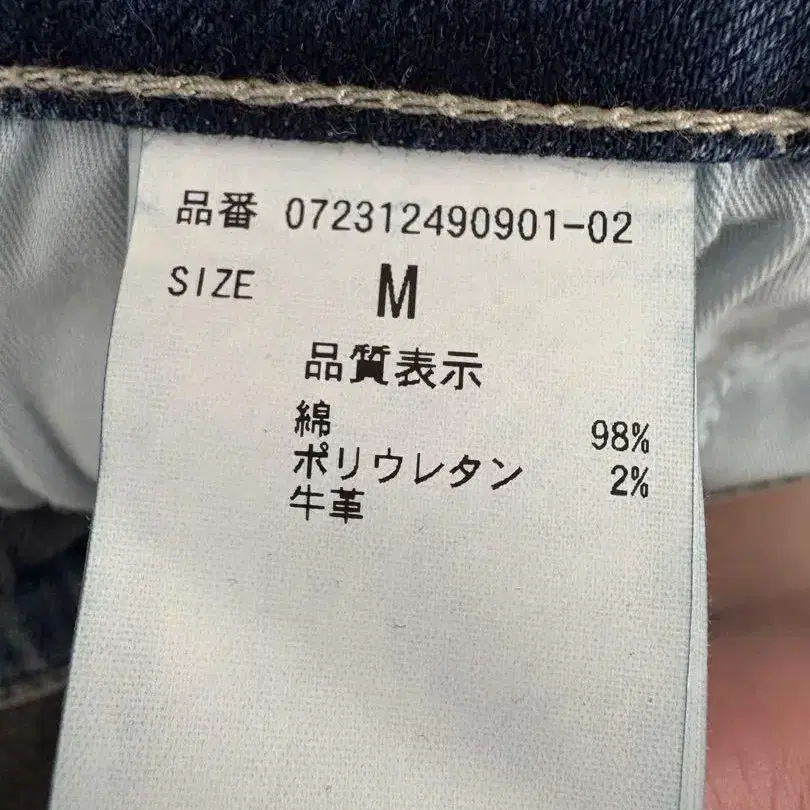 品番 072312490901-02
SIZE M
品質表示
綿 98%
ポリウレタン 2%
牛革